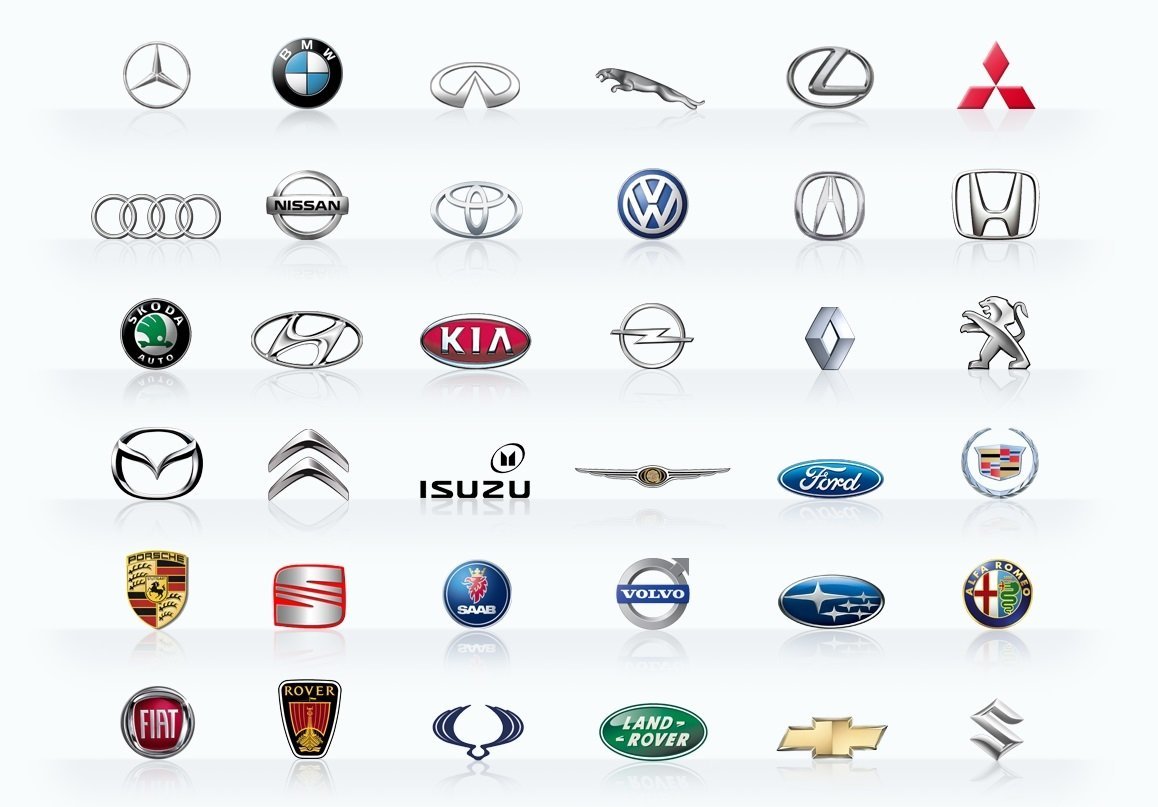 BMW
NISSAN
SKODA
AUTO
KIA
ISUZU
Ford
PORSCHE
SAAB
VOLVO
ALFA ROMEO
FIAT
ROVER
LAND-
-ROVER